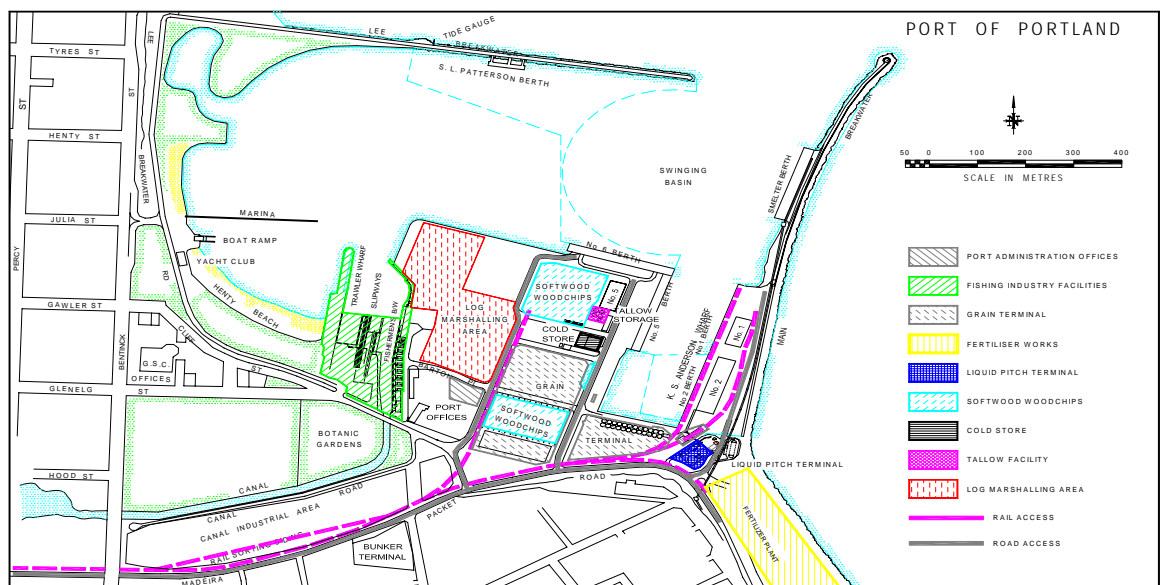 PORT OF PORTLAND
LEE
TIDE GAUGE
BREAKWATER
S. L. PATTERSON BERTH
TYRES ST
LEE
ST
ST
HENTY ST
BREAKWATER
JULIA ST
PERCY
RD
GAWLER ST
BENTINCK
CLIFF
ST
G.S.C.
OFFICES
GLENELG ST
HOOD ST
MARINA
BOAT RAMP
YACHT CLUB
HENTY
BEACH
TRAWLER WHARF
SLIPWAYS
FISHERMENS B/W
LOG
MARSHALLING
AREA
SWINGING
BASIN
No 6 BERTH
SOFTWOOD
WOODCHIPS
No. 5
TALLOW
STORAGE
COLD
STORE
No 5 BERTH
K. S. ANDERSON WHARF
No 1 BERTH
No 2 BERTH
No. 1
No. 2
SMELTER BERTH
MAIN
BREAKWATER
PORT
OFFICES
GRAIN
SOFTWOOD
WOODCHIPS
TERMINAL
LIQUID PITCH TERMINAL
FERTILIZER PLANT
BOTANIC
GARDENS
CANAL
CANAL
ROAD
CANAL INDUSTRIAL AREA
RAIL SORTING SIDINGS
PACKET
ROAD
BUNKER
TERMINAL
MADEIRA
N
50 0 100 200 300 400
SCALE IN METRES
PORT ADMINISTRATION OFFICES
FISHING INDUSTRY FACILITIES
GRAIN TERMINAL
FERTILISER WORKS
LIQUID PITCH TERMINAL
SOFTWOOD WOODCHIPS
COLD STORE
TALLOW FACILITY
LOG MARSHALLING AREA
RAIL ACCESS
ROAD ACCESS